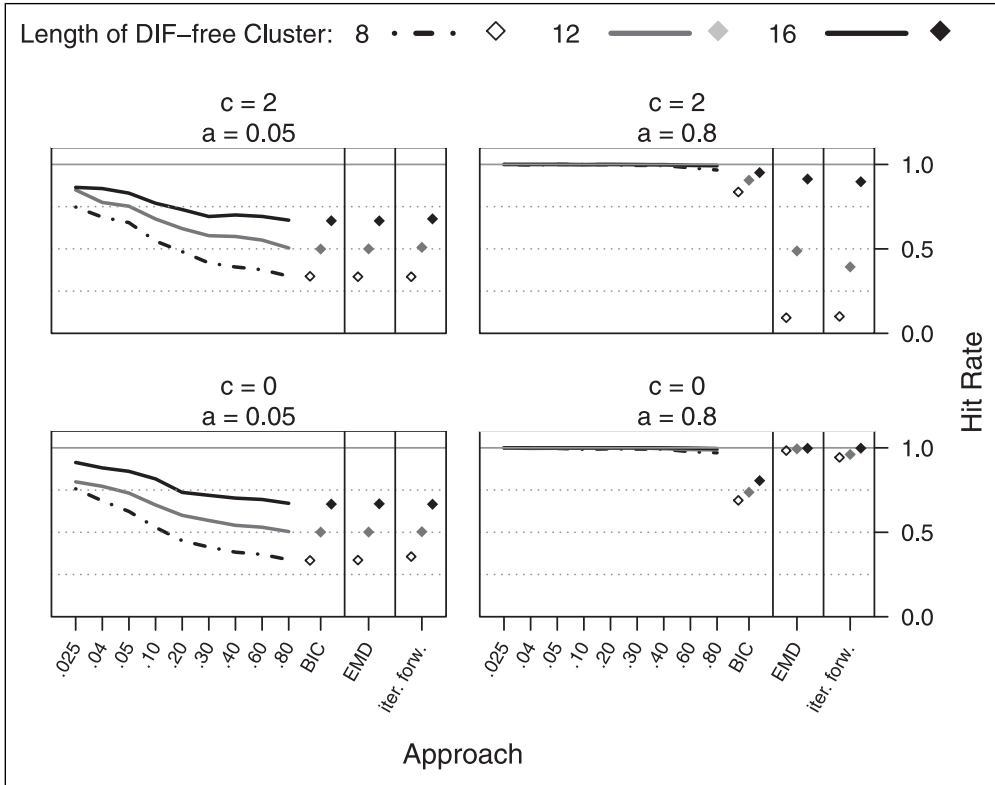 Length of DIF–free Cluster: 8 12 16
c = 2
a = 0.05
c = 2
a = 0.8
1.0
0.5
0.0
c = 0
a = 0.05
c = 0
a = 0.8
1.0
0.5
0.0
Hit Rate
.025 .04 .05 .10 .20 .30 .40 .60 .80 BIC EMD iter. forw.
.025 .04 .05 .10 .20 .30 .40 .60 .80 BIC EMD iter. forw.
Approach